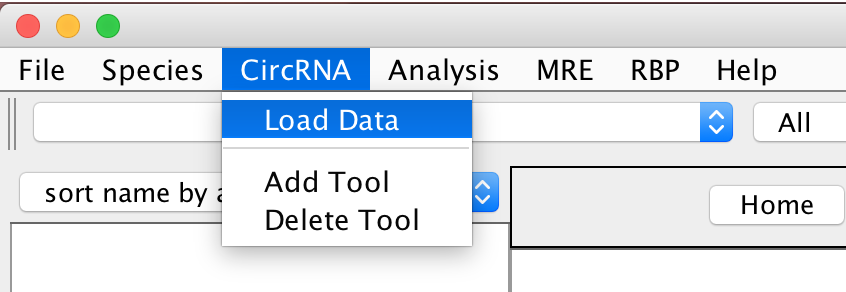 File Species CircRNA Analysis MRE RBP Help
Load Data
All
Add Tool
sort name by
Home
Delete Tool